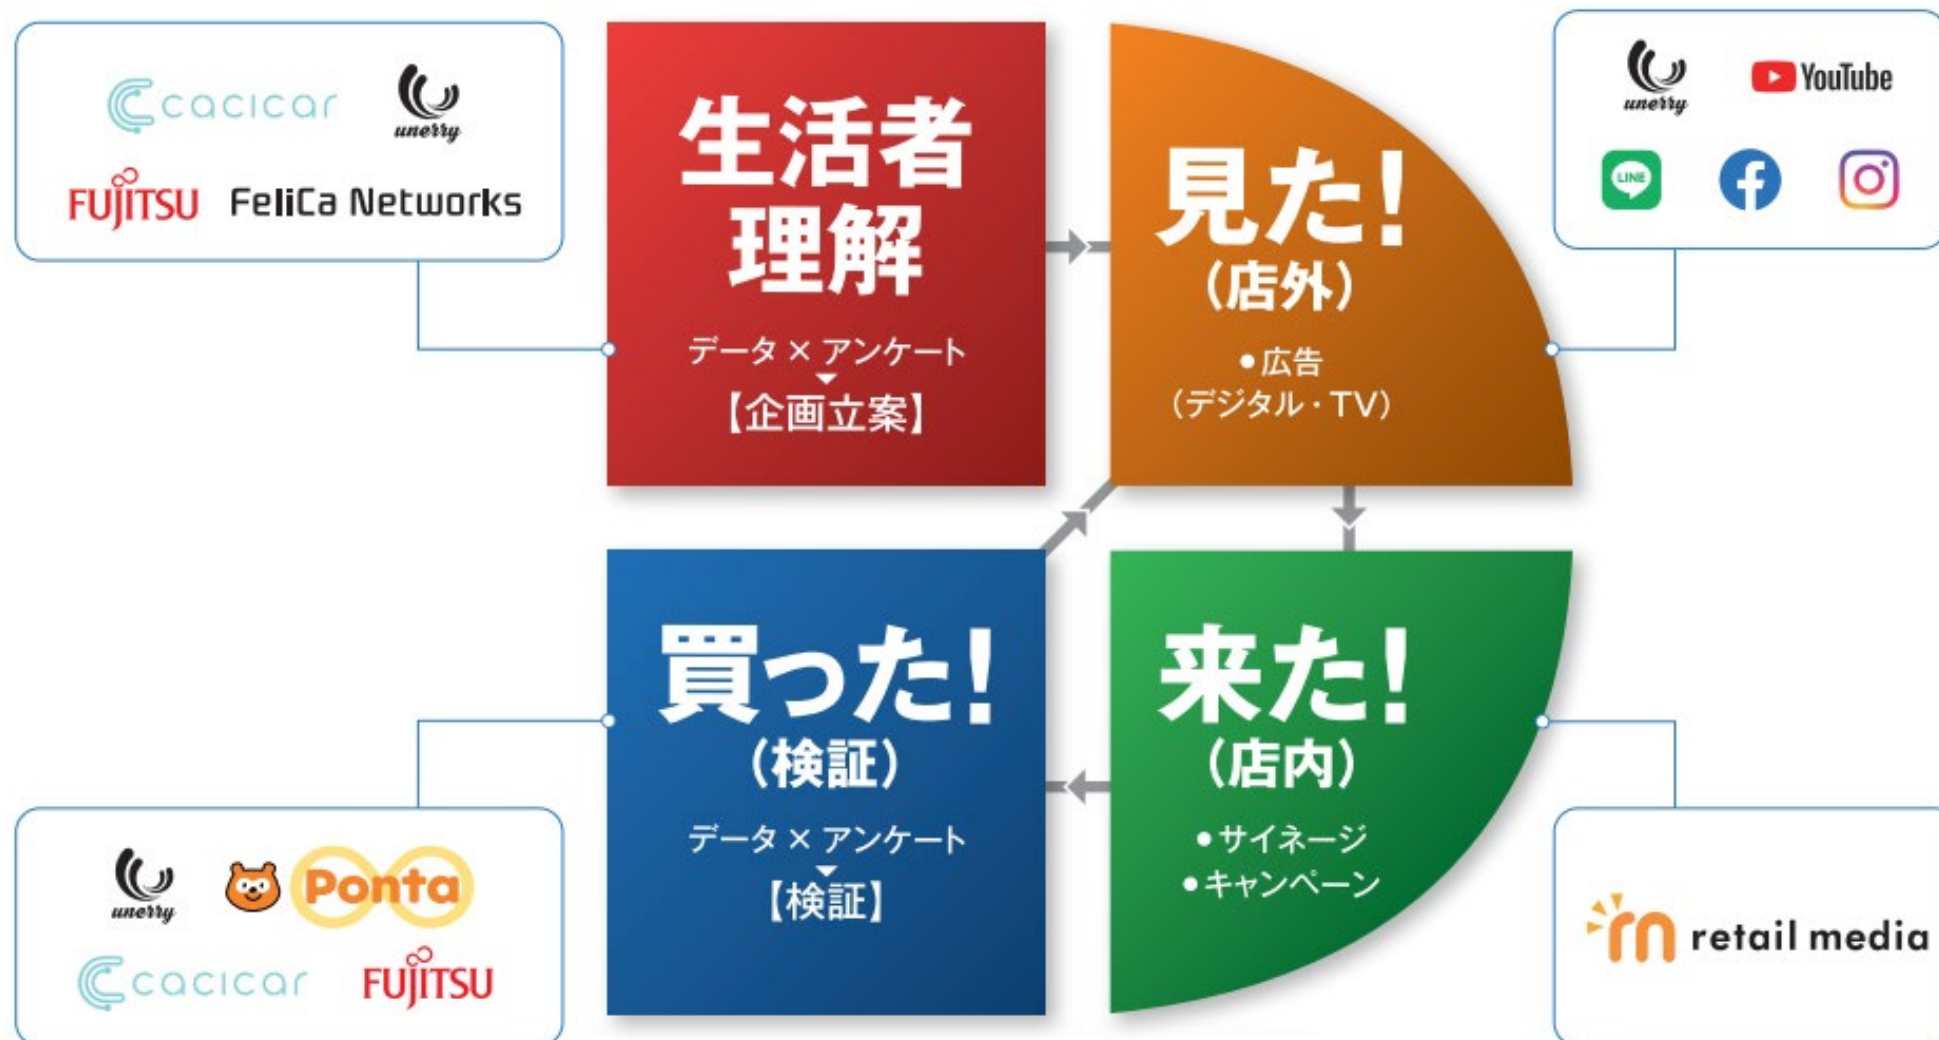 cacicar unerry
FUJITSU FeliCa Networks
生活者
理解
データ × アンケート
【企画立案】
見た!
（店外）
●広告
（デジタル・TV）
unerry YouTube
LINE
買った!
（検証）
データ × アンケート
【検証】
来た!
（店内）
●サイネージ
●キャンペーン
unerry Ponta
cacicar FUJITSU
rn retail media